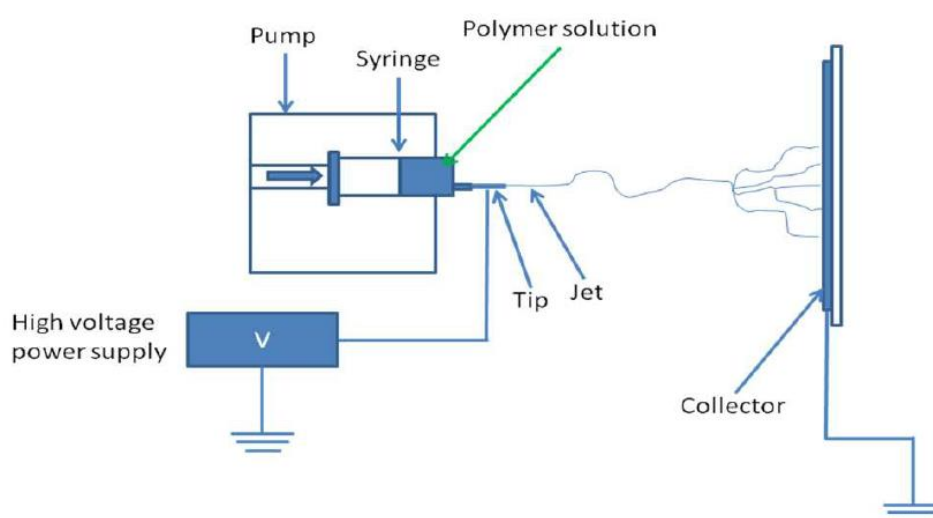 Polymer solution
Pump
Syringe
Tip
Jet
High voltage
power supply
V
Collector